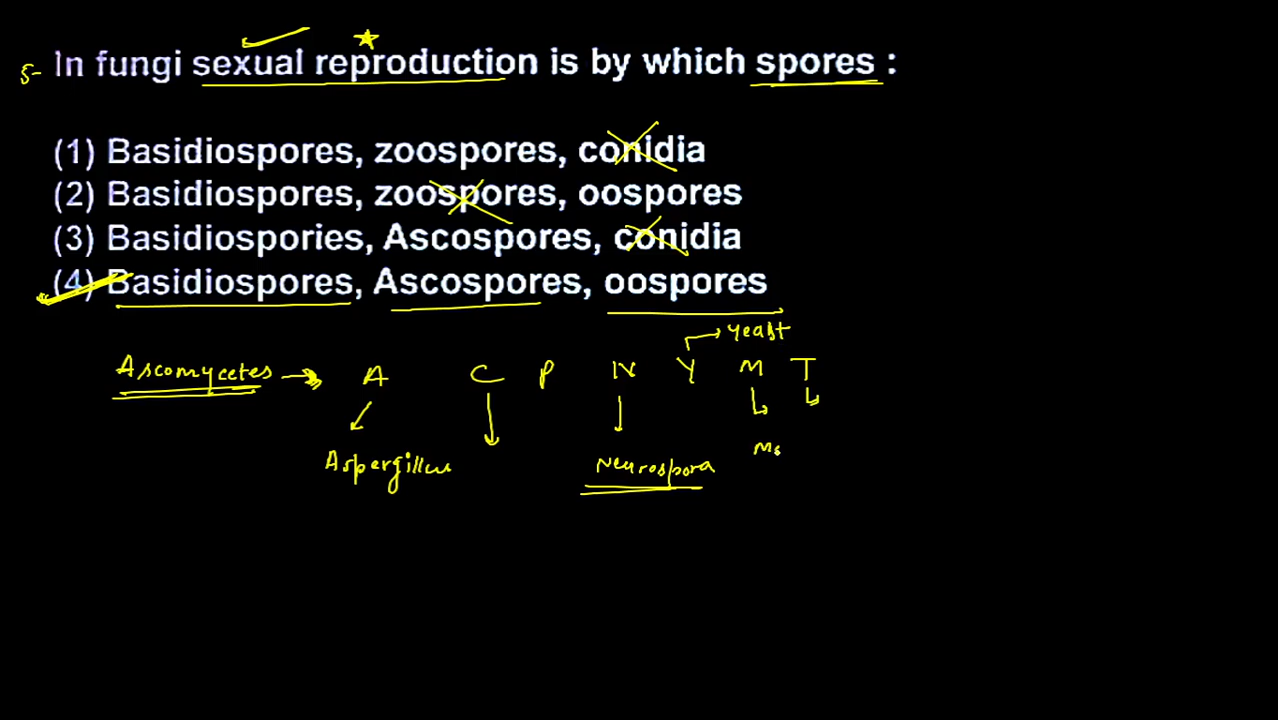 5- In fungi sexual reproduction is by which spores :
(1) Basidiospores, zoospores, conidia
(2) Basidiospores, zoospores, oospores
(3) Basidiospories, Ascospores, conidia
(4) Basidiospores, Ascospores, oospores
Yeast
Ascomycetes → A C P N Y M T
Aspergillus Neurospora Mo